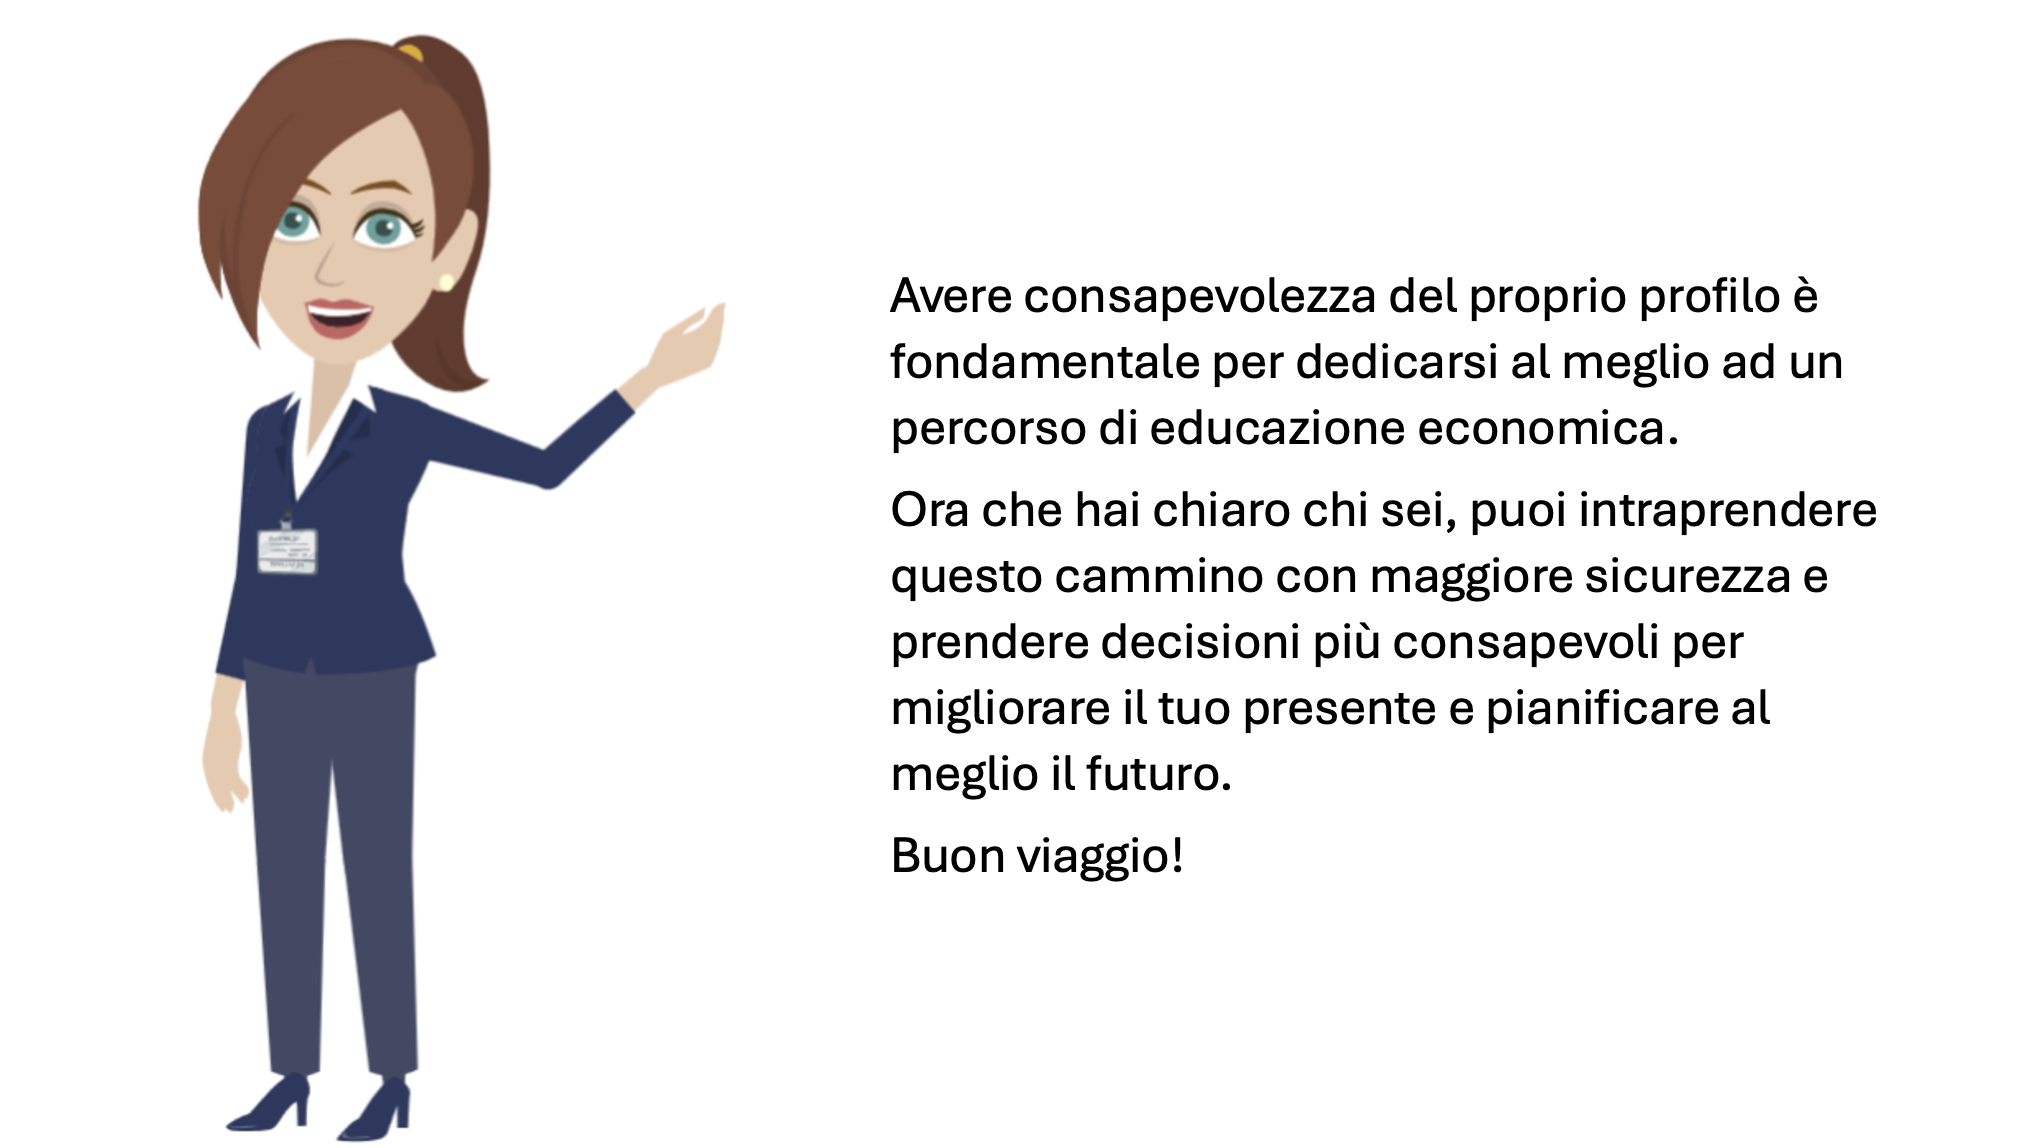 Avere consapevolezza del proprio profilo è
fondamentale per dedicarsi al meglio ad un
percorso di educazione economica.
Ora che hai chiaro chi sei, puoi intraprendere
questo cammino con maggiore sicurezza e
prendere decisioni più consapevoli per
migliorare il tuo presente e pianificare al
meglio il futuro.
Buon viaggio!